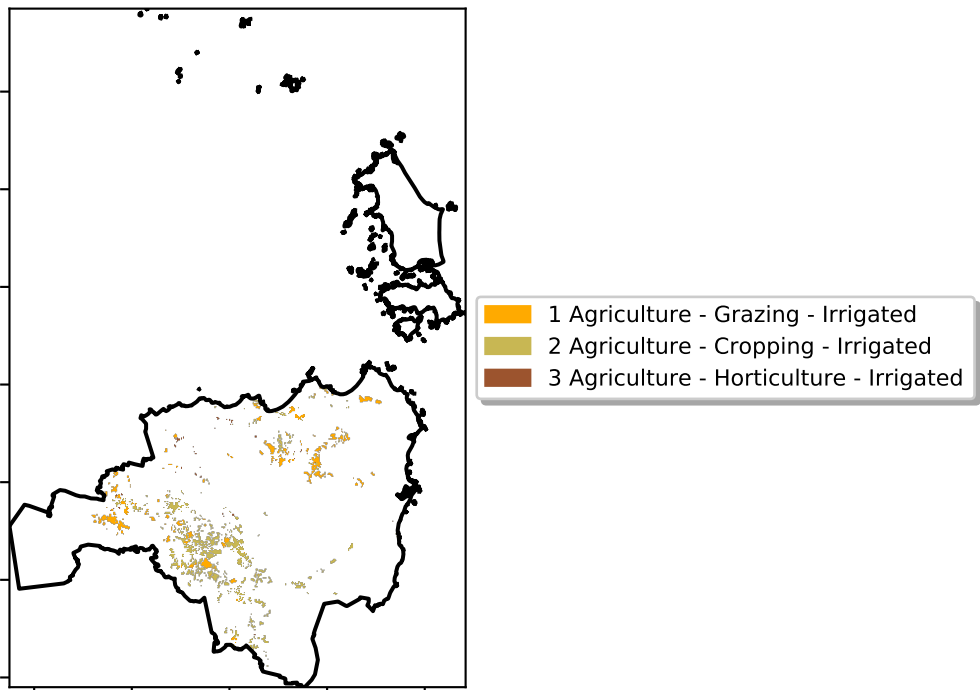 1 Agriculture - Grazing - Irrigated
2 Agriculture - Cropping - Irrigated
3 Agriculture - Horticulture - Irrigated